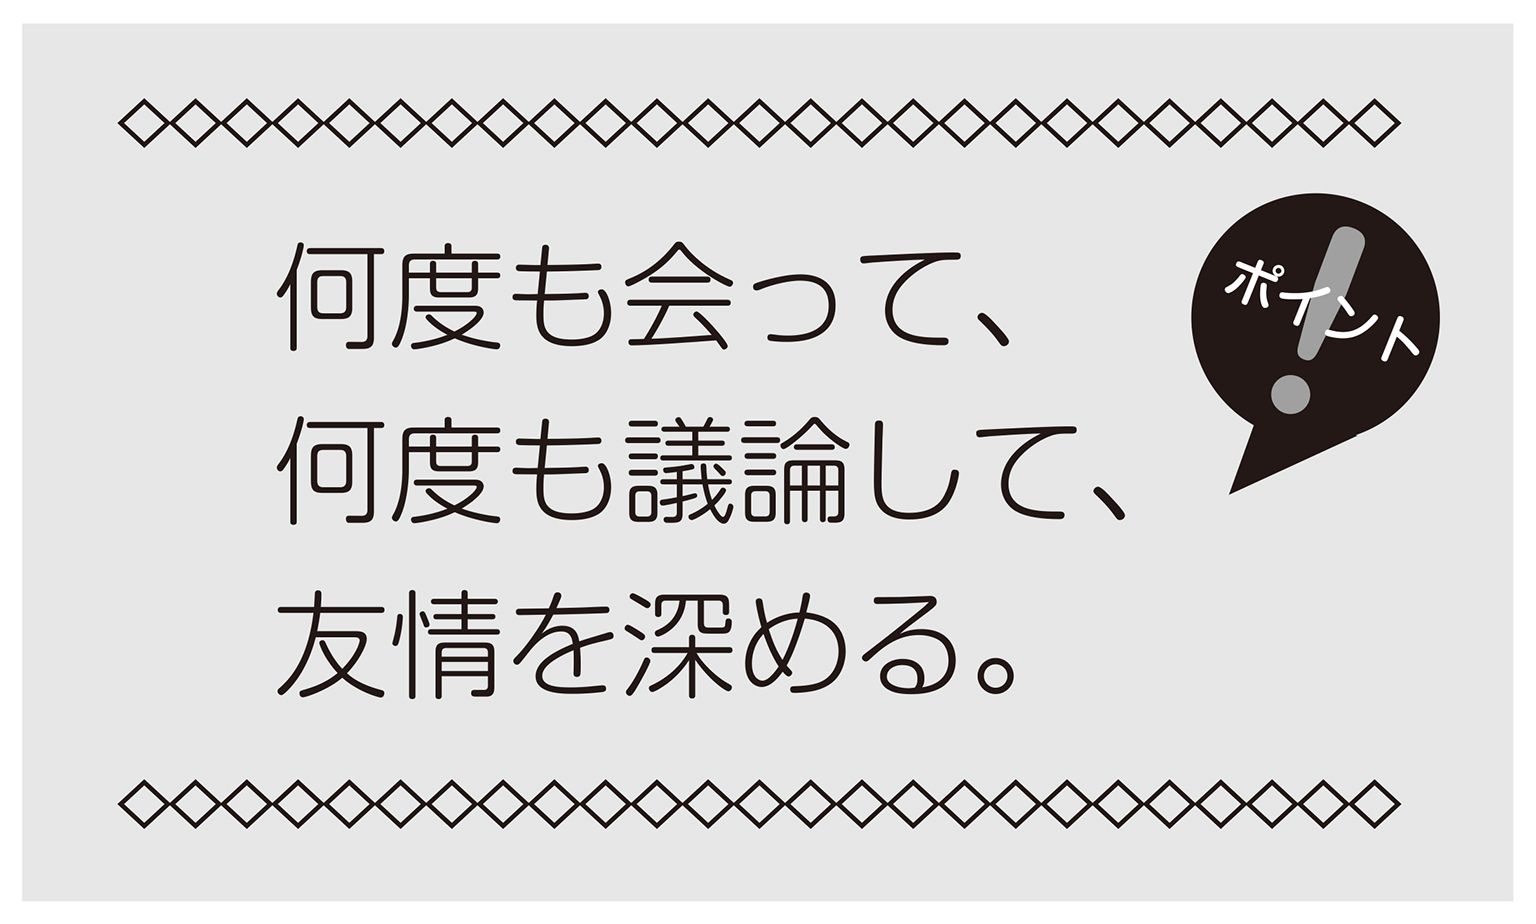 何度も会って、
何度も議論して、
友情を深める。
ポイント